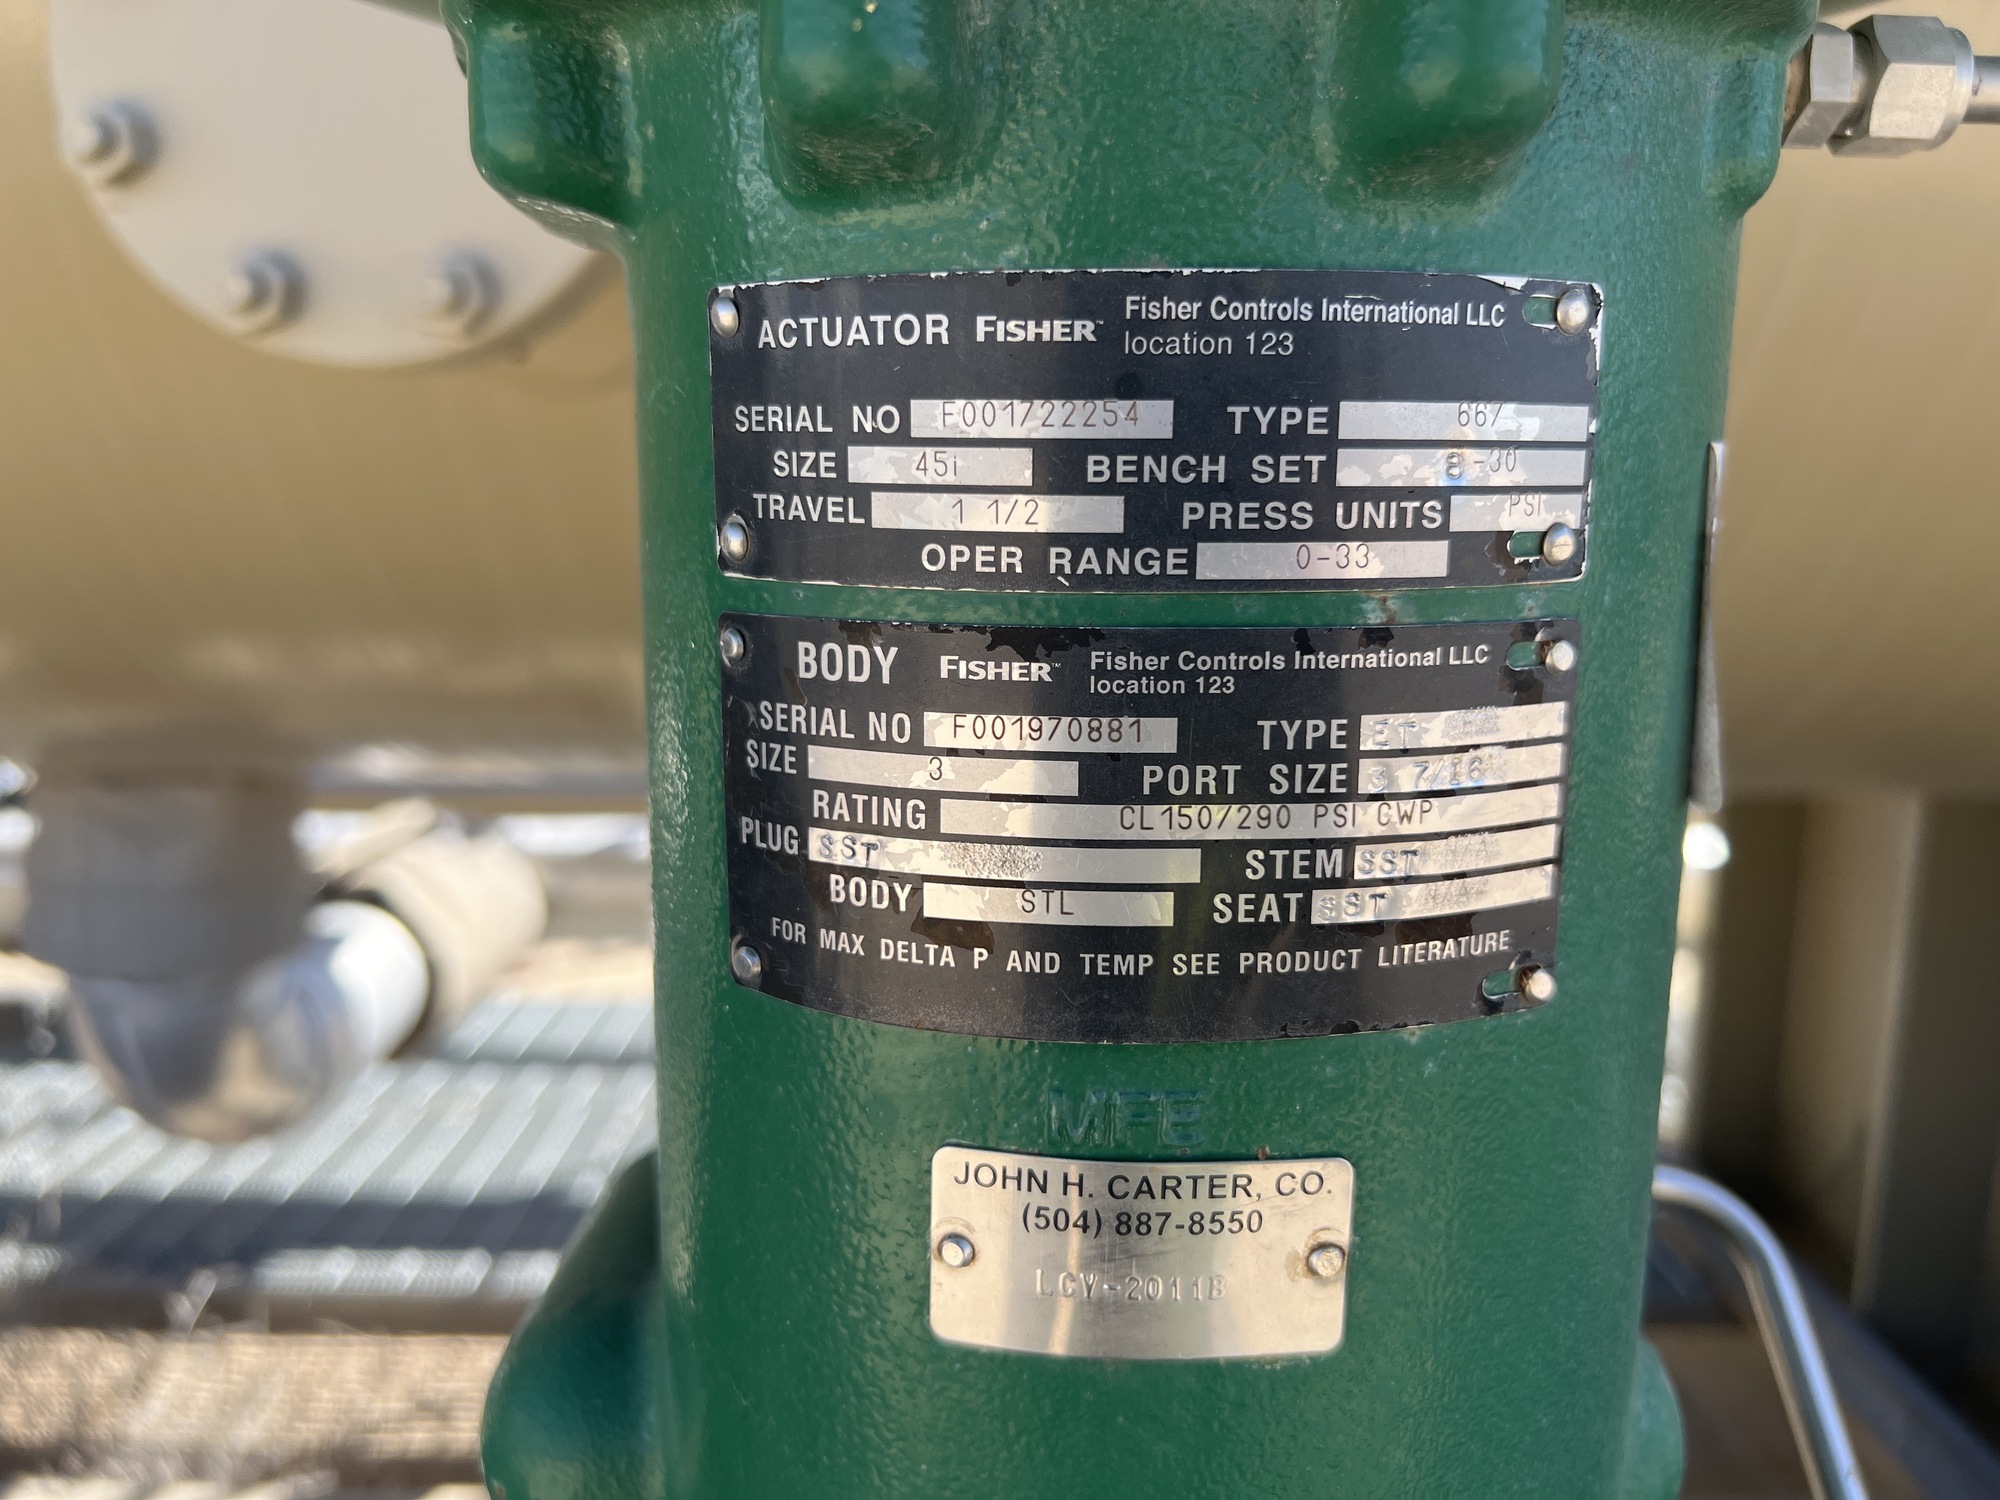 ACTUATOR FISHER™ Fisher Controls International LLC
location 123
SERIAL NO F001722254 TYPE 667
SIZE 45i BENCH SET 8-30
TRAVEL 1 1/2 PRESS UNITS PSI
OPER RANGE 0-33
BODY FISHER™ Fisher Controls International LLC
location 123
SERIAL NO F001970881 TYPE ET
SIZE 3 PORT SIZE 3 7/16
RATING CL150/290 PSI CWP
PLUG SST STEM SST
BODY STL SEAT SST
FOR MAX DELTA P AND TEMP SEE PRODUCT LITERATURE
MFE
JOHN H. CARTER, CO.
(504) 887-8550
LCV-2011B